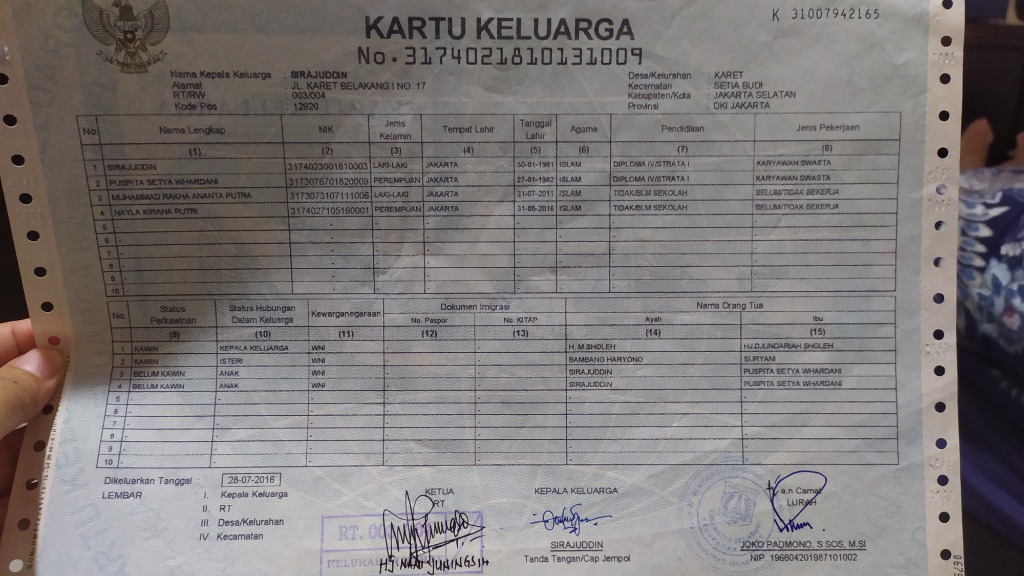 K 31007942165
KARTU KELUARGA
No. 3174021810131009
Nama Kepala Keluarga : SIRAJUDDIN
Alamat : JL. KARET BELAKANG I NO. 17
RT/RW : 003/004
Kode Pos : 12920
Desa/Kelurahan : KARET
Kecamatan : SETIA BUDI
Kabupaten/Kota : JAKARTA SELATAN
Provinsi : DKI JAKARTA
No Nama Lengkap NIK Jenis Kelamin Tempat Lahir Tanggal Lahir Agama Pendidikan Jenis Pekerjaan
(1) (2) (3) (4) (5) (6) (7) (8)
1 SIRAJUDDIN 3174023001810003 LAKI-LAKI JAKARTA 30-01-1981 ISLAM DIPLOMA IV/STRATA I KARYAWAN SWASTA
2 PUSPITA SETYA WHARDANI 3173076701820009 PEREMPUAN JAKARTA 27-01-1982 ISLAM DIPLOMA IV/STRATA I KARYAWAN SWASTA
3 MUHAMMAD RAKHA ANANTA PUTRA 3173073107111006 LAKI-LAKI JAKARTA 31-07-2011 ISLAM TIDAK/BLM SEKOLAH BELUM/TIDAK BEKERJA
4 NAYLA KIRANA PUTRI 3174027105160001 PEREMPUAN JAKARTA 31-05-2016 ISLAM TIDAK/BLM SEKOLAH BELUM/TIDAK BEKERJA
5 - - - - - - - -
6 - - - - - - - -
7 - - - - - - - -
8 - - - - - - - -
9 - - - - - - - -
10 - - - - - - - -
No. Status Perkawinan Status Hubungan Dalam Keluarga Kewarganegaraan Dokumen Imigrasi Nama Orang Tua
No. Paspor No. KITAP Ayah Ibu
(9) (10) (11) (12) (13) (14) (15)
1 KAWIN KEPALA KELUARGA WNI - - H. M SHOLEH HJ.DJUNDARIAH SHOLEH
2 KAWIN ISTERI WNI - - BAMBANG HARYONO SURYANI
3 BELUM KAWIN ANAK WNI - - SIRAJUDDIN PUSPITA SETYA WHARDANI
4 BELUM KAWIN ANAK WNI - - SIRAJUDDIN PUSPITA SETYA WHARDANI
5 - - - - - - -
6 - - - - - - -
7 - - - - - - -
8 - - - - - - -
9 - - - - - - -
10 - - - - - - -
Dikeluarkan Tanggal : 28-07-2016
LEMBAR : I. Kepala Keluarga
II. RT
III. Desa/Kelurahan
IV. Kecamatan
KETUA RT
RT.
KEPALA KELUARGA
SIRAJUDDIN
Tanda Tangan/Cap Jempol
a.n Camat
LURAH
JOKO PADMONO, S.SOS, M.SI
NIP. 196804201987101002